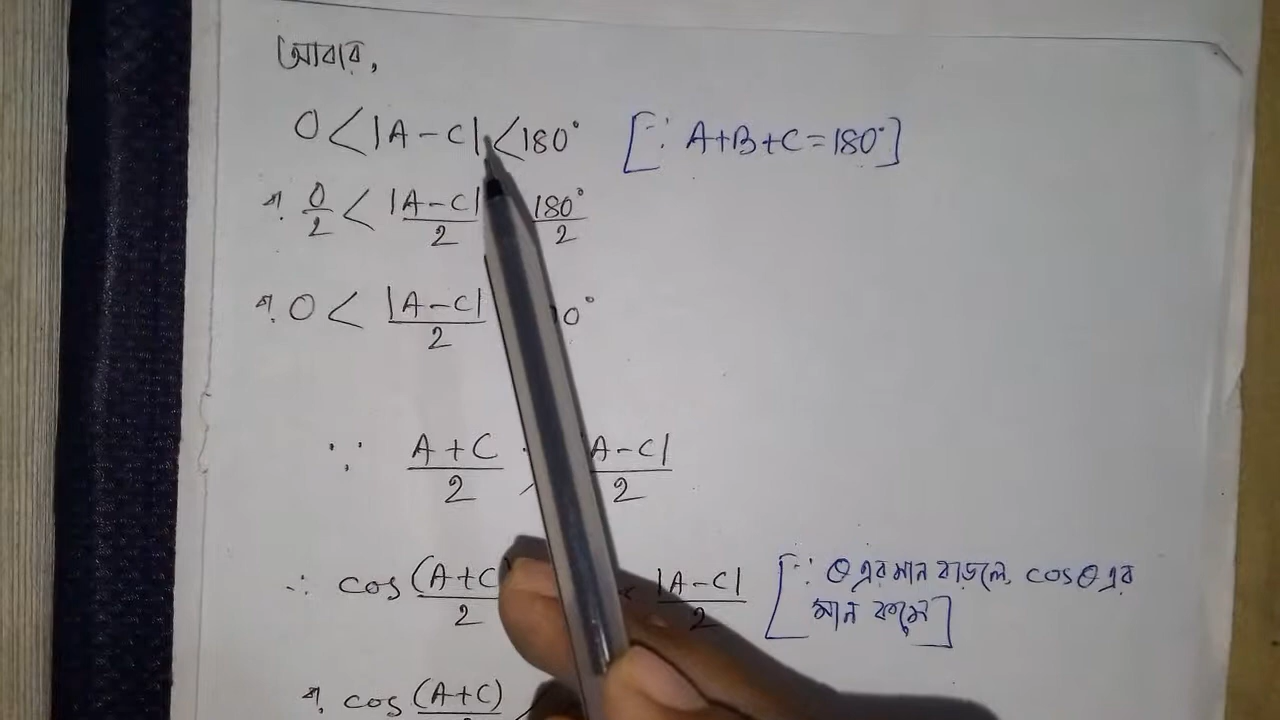 আবার,
0 < |A - C| < 180° [∵ A+B+C = 180°]
বা, 0/2 < |A - C|/2 180°/2
বা, 0 < |A - C|/2 0°
∵ (A + C)/2 A - C|/2
∴ cos (A + C)/2 |A - C|/2 [∵ θ এর মান বাড়লে, cosθ এর
মান কমে]
বা, cos (A + C)